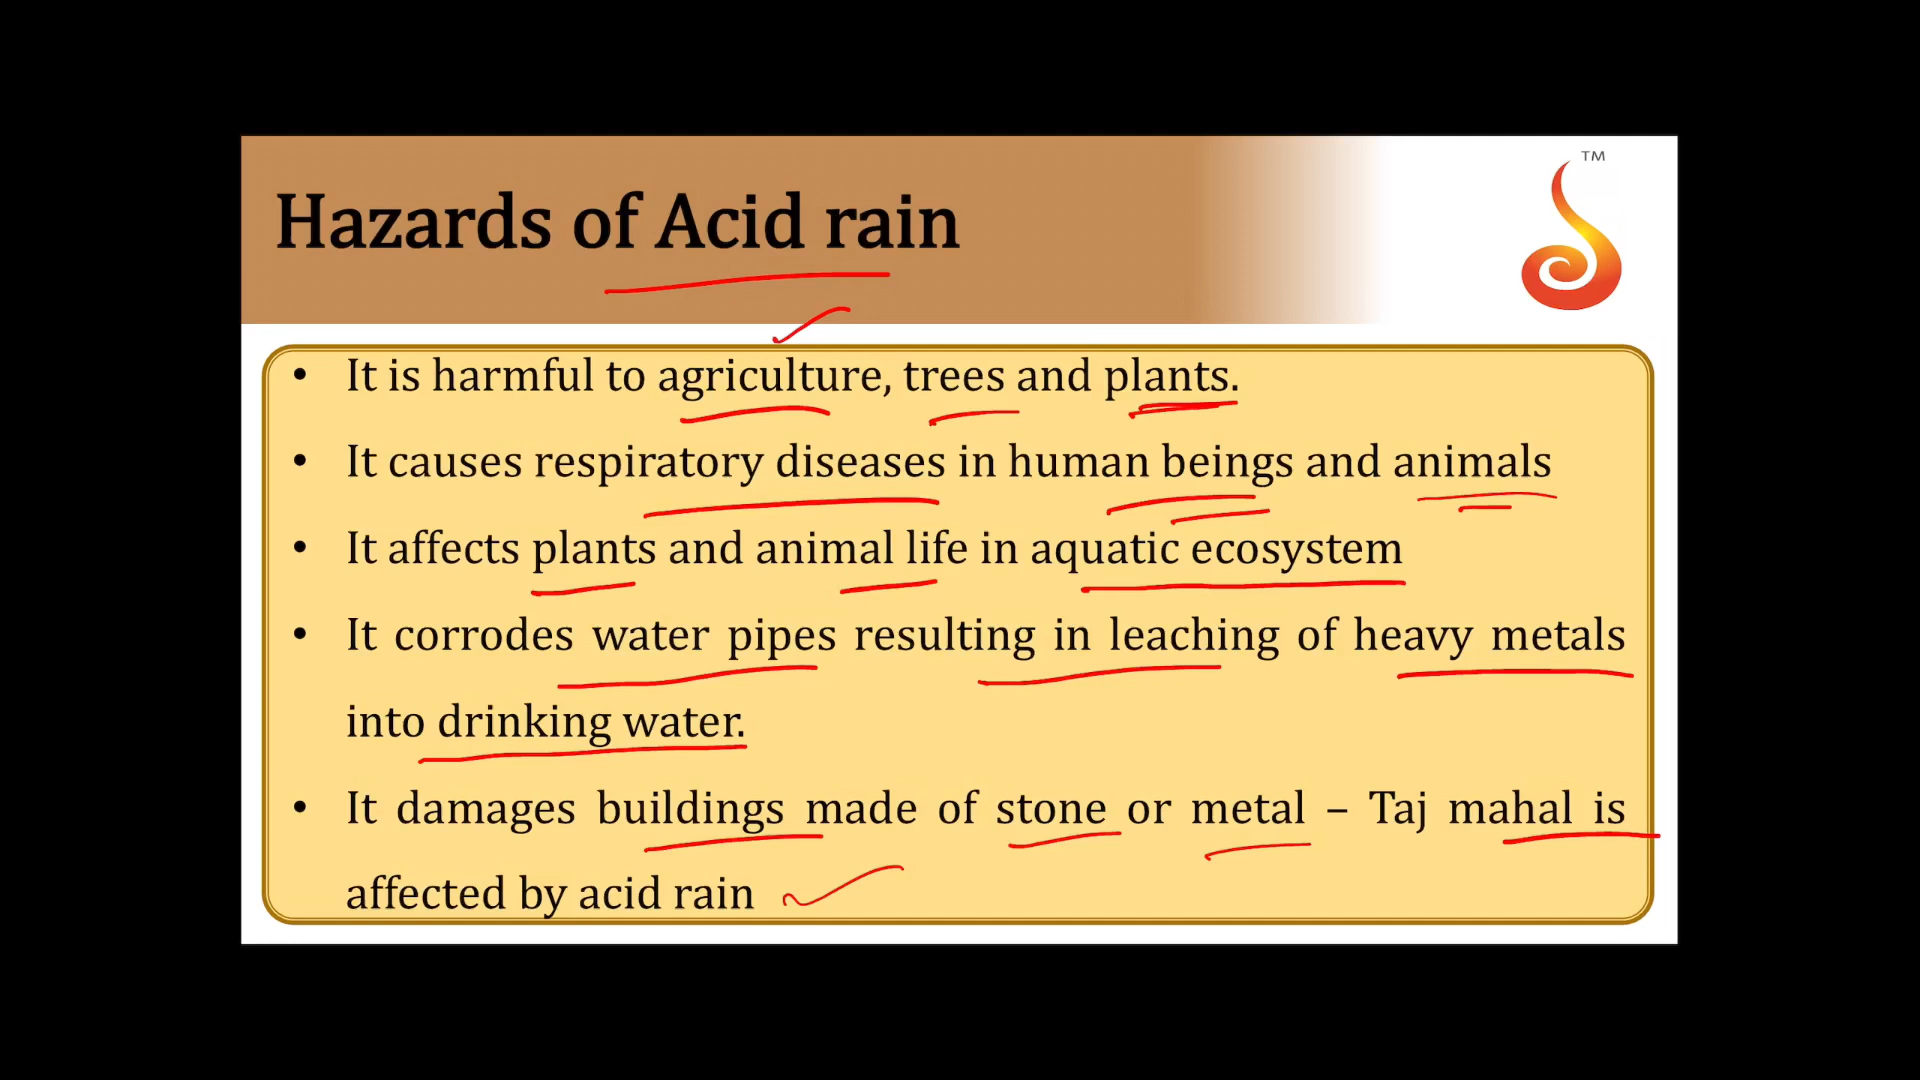 TM
Hazards of Acid rain
• It is harmful to agriculture, trees and plants.
• It causes respiratory diseases in human beings and animals
• It affects plants and animal life in aquatic ecosystem
• It corrodes water pipes resulting in leaching of heavy metals
into drinking water.
• It damages buildings made of stone or metal – Taj mahal is
affected by acid rain